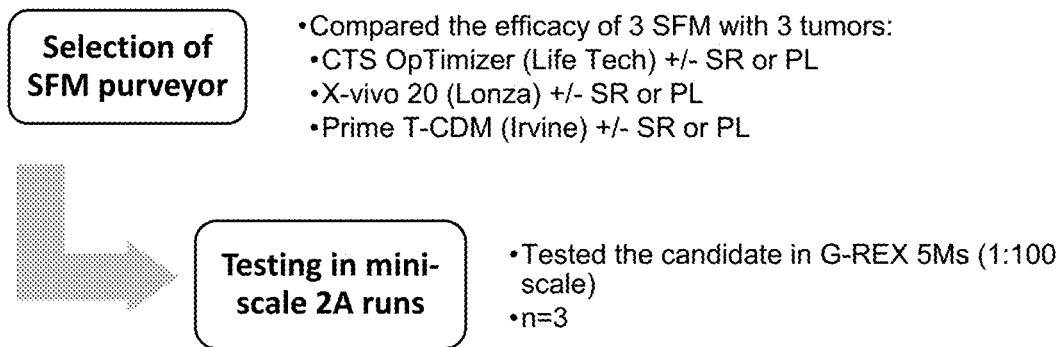 Selection of
SFM purveyor
•Compared the efficacy of 3 SFM with 3 tumors:
•CTS OpTimizer (Life Tech) +/- SR or PL
•X-vivo 20 (Lonza) +/- SR or PL
•Prime T-CDM (Irvine) +/- SR or PL
Testing in mini-
scale 2A runs
•Tested the candidate in G-REX 5Ms (1:100
scale)
•n=3